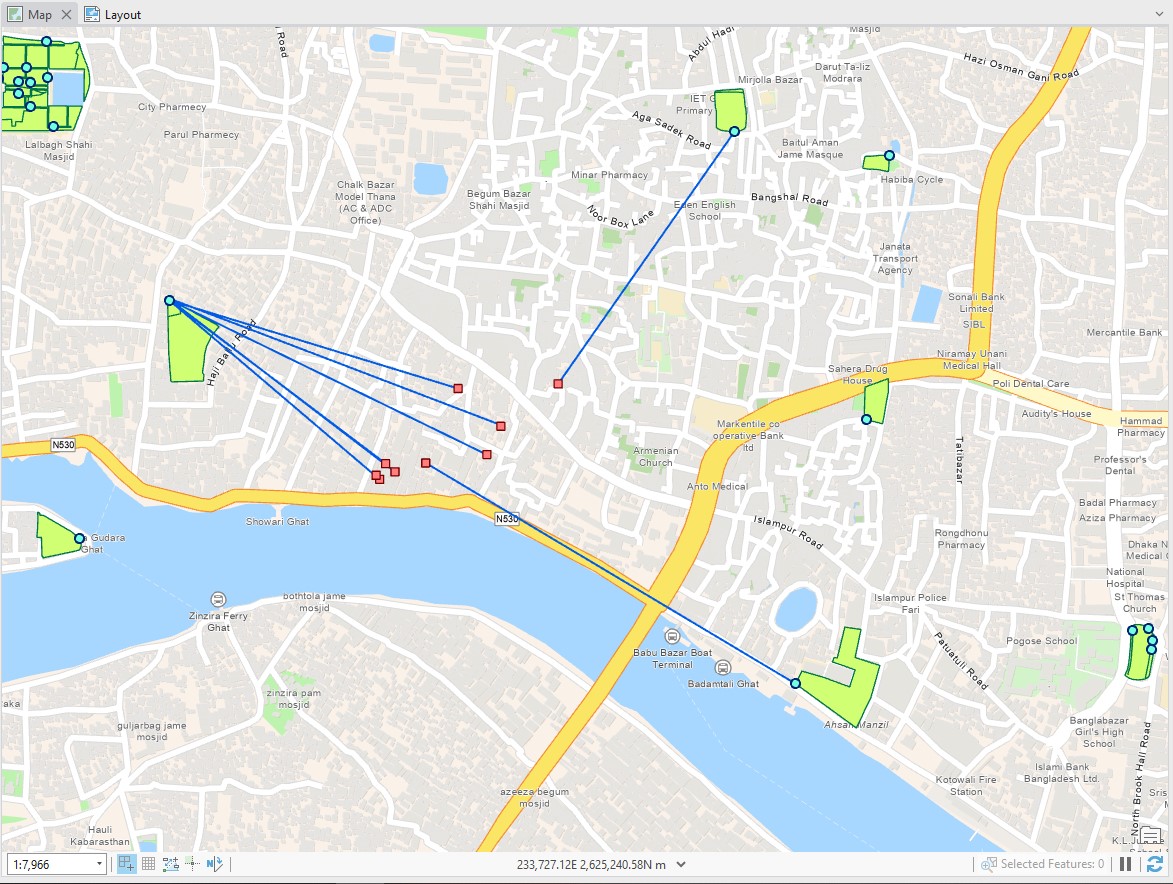 Map
Layout
Road
Abdul Hadi
Masjid
Hazi Osman Gani Road
Mirjolla Bazar
Darut Ta-liz
Modrara
City Pharmecy
IET G
Primary
Parul Pharmecy
Aga Sadek Road
Baitul Aman
Jame Masque
Lalbagh Shahi
Masjid
Minar Pharmacy
Habiba Cycle
Chalk Bazar
Model Thana
(AC & ADC
Office)
Begum Bazar
Shahi Masjid
Bangshal Road
Eden English
School
Noor Box Lane
Janata
Transport
Agency
Sonali Bank
Limited
SIBL
Mercantile Bank
Haji Balu Road
Niramay Unani
Medical Hall
Sahera Drug
House
Poli Dental Care
Audity's House
Hammad
Pharmacy
Markentile co
operative Bank
ltd
N530
Armenian
Church
Tatibazar
Professor's
Dental
Anto Medical
Badal Pharmacy
Aziza Pharmacy
N530
Showari Ghat
Islampur Road
Rongdhonu
Pharmacy
Gudara
Ghat
Dhaka N
Medical
National
Hospital
St Thomas
Church
Zinzira Ferry
Ghat
bothtola jame
mosjid
Islampur Police
Fari
Babu Bazar Boat
Terminal
Pogose School
Patuatuli Road
Badamtali Ghat
zinzira pam
mosjid
aka
guljarbag jame
mosjid
Ahsan Manzil
Banglabazar
Girl's High
School
Islami Bank
Bangladesh Ltd.
North Brook Hall Road
Kotowali Fire
Station
azeeza begum
mosjid
Sris
Hauli
Kabarasthan
K.L.
1:7,966
233,727.12E 2,625,240.58N m
Selected Features: 0